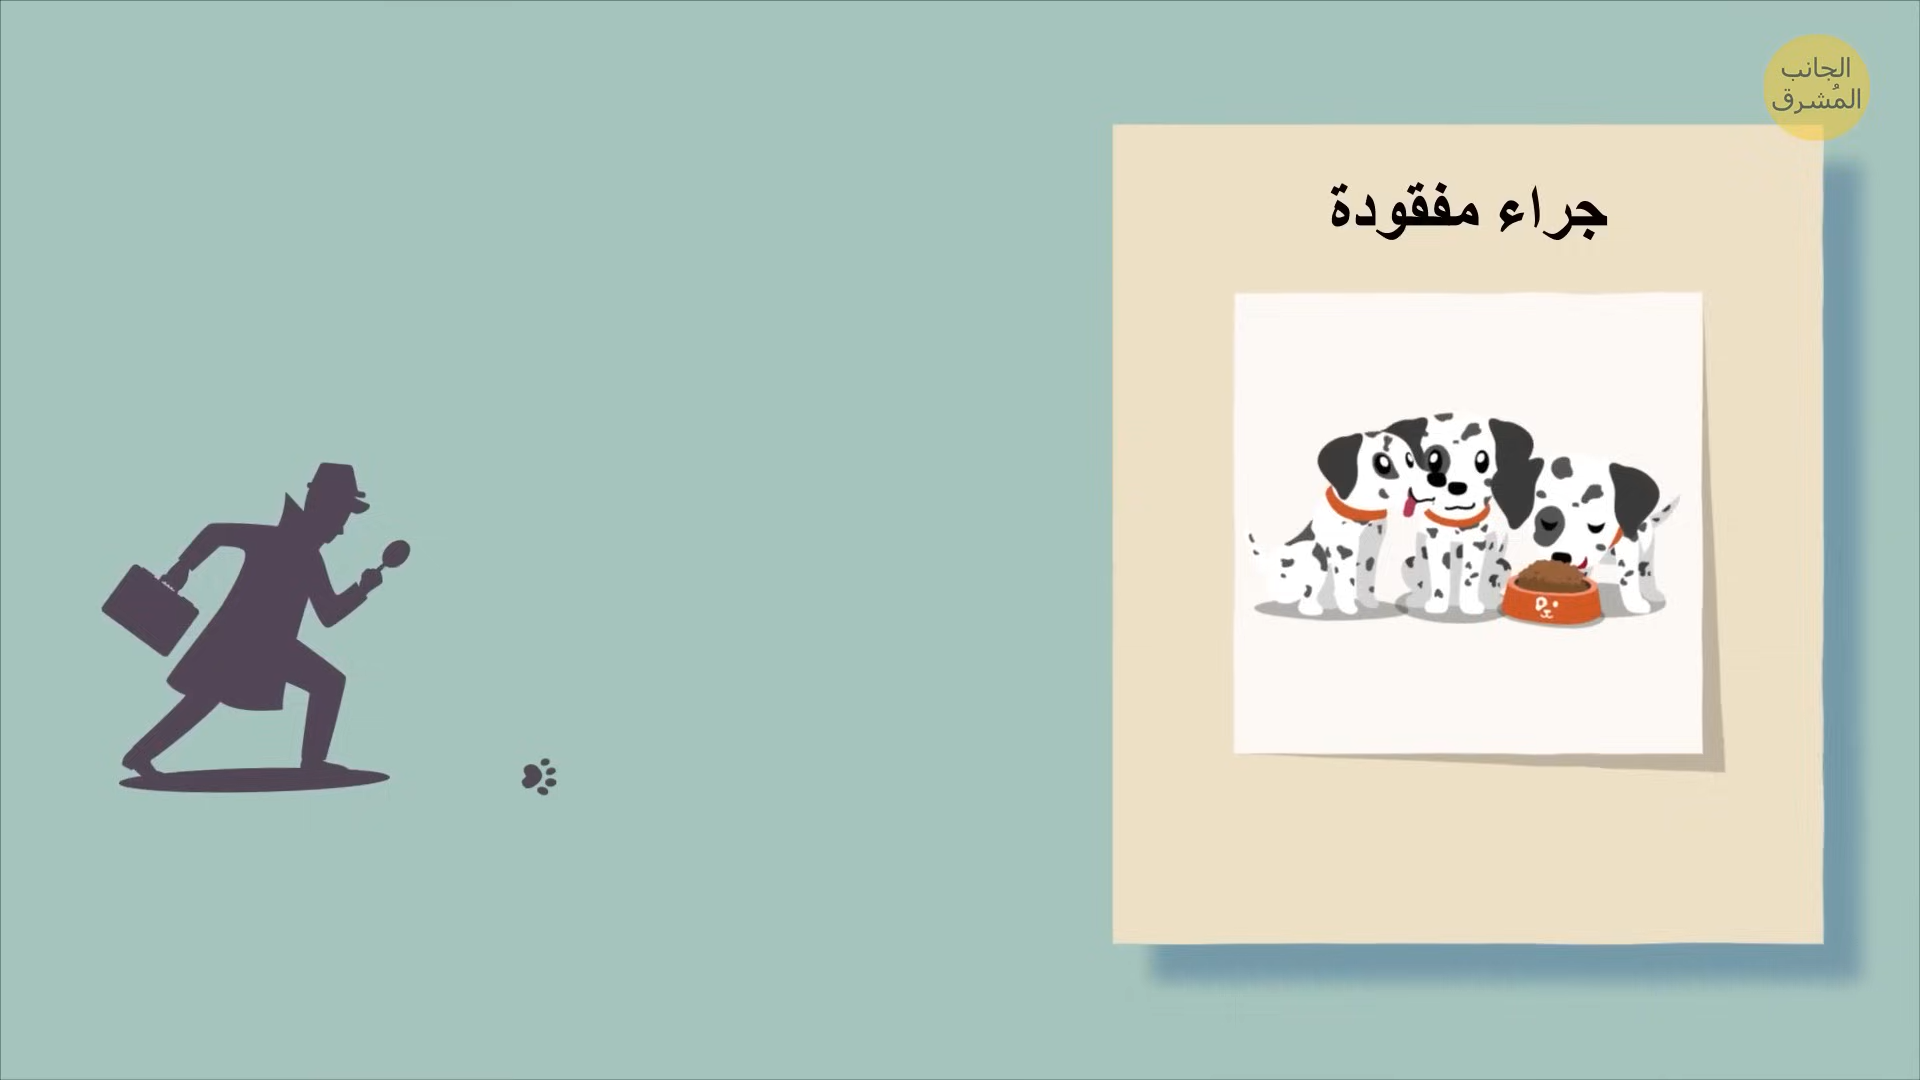 الجانب
المُشرق
جراء مفقودة